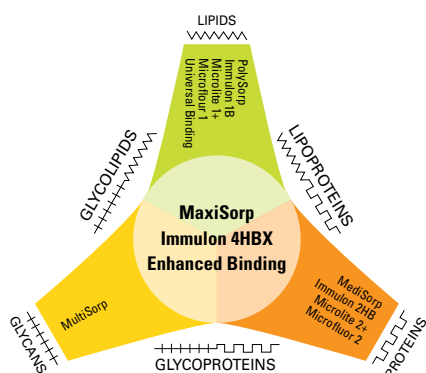 LIPIDS
PolySorp
Immulon 1B
Microlite 1+
Microflour 1
Universal Binding
GLYCOLIPIDS
LIPOPROTEINS
MaxiSorp
Immulon 4HBX
Enhanced Binding
MultiSorp
MediSorp
Immulon 2HB
Microlite 2+
Microfluor 2
GLYCANS
GLYCOPROTEINS
PROTEINS